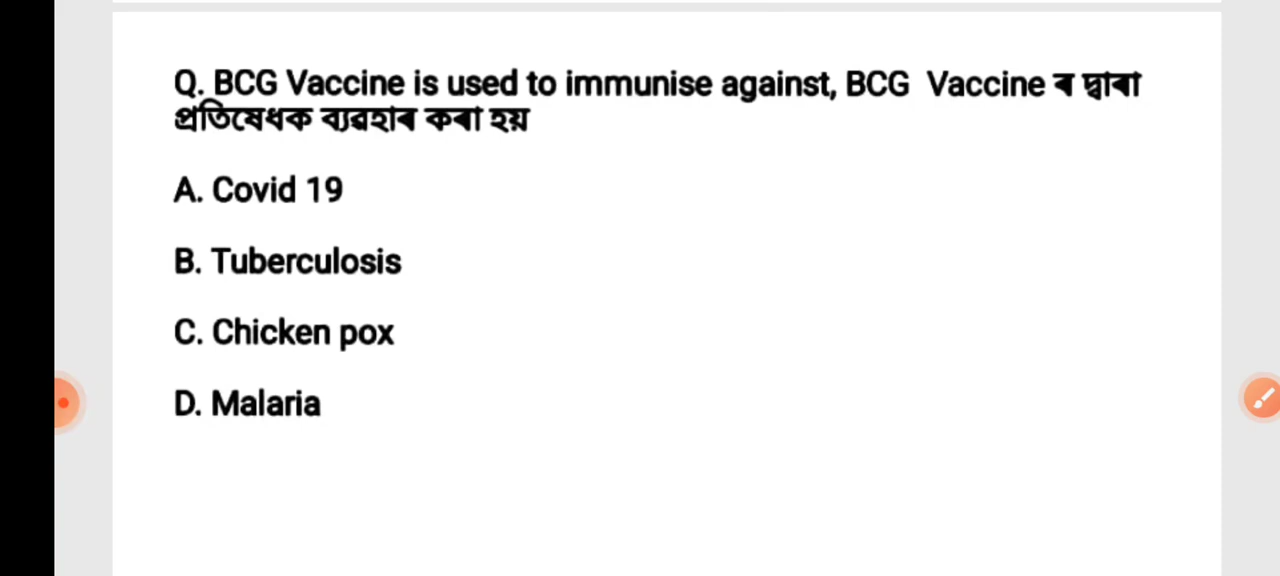 Q. BCG Vaccine is used to immunise against, BCG Vaccine ৰ দ্বাৰা
প্ৰতিষেধক ব্যৱহাৰ কৰা হয়
A. Covid 19
B. Tuberculosis
C. Chicken pox
D. Malaria